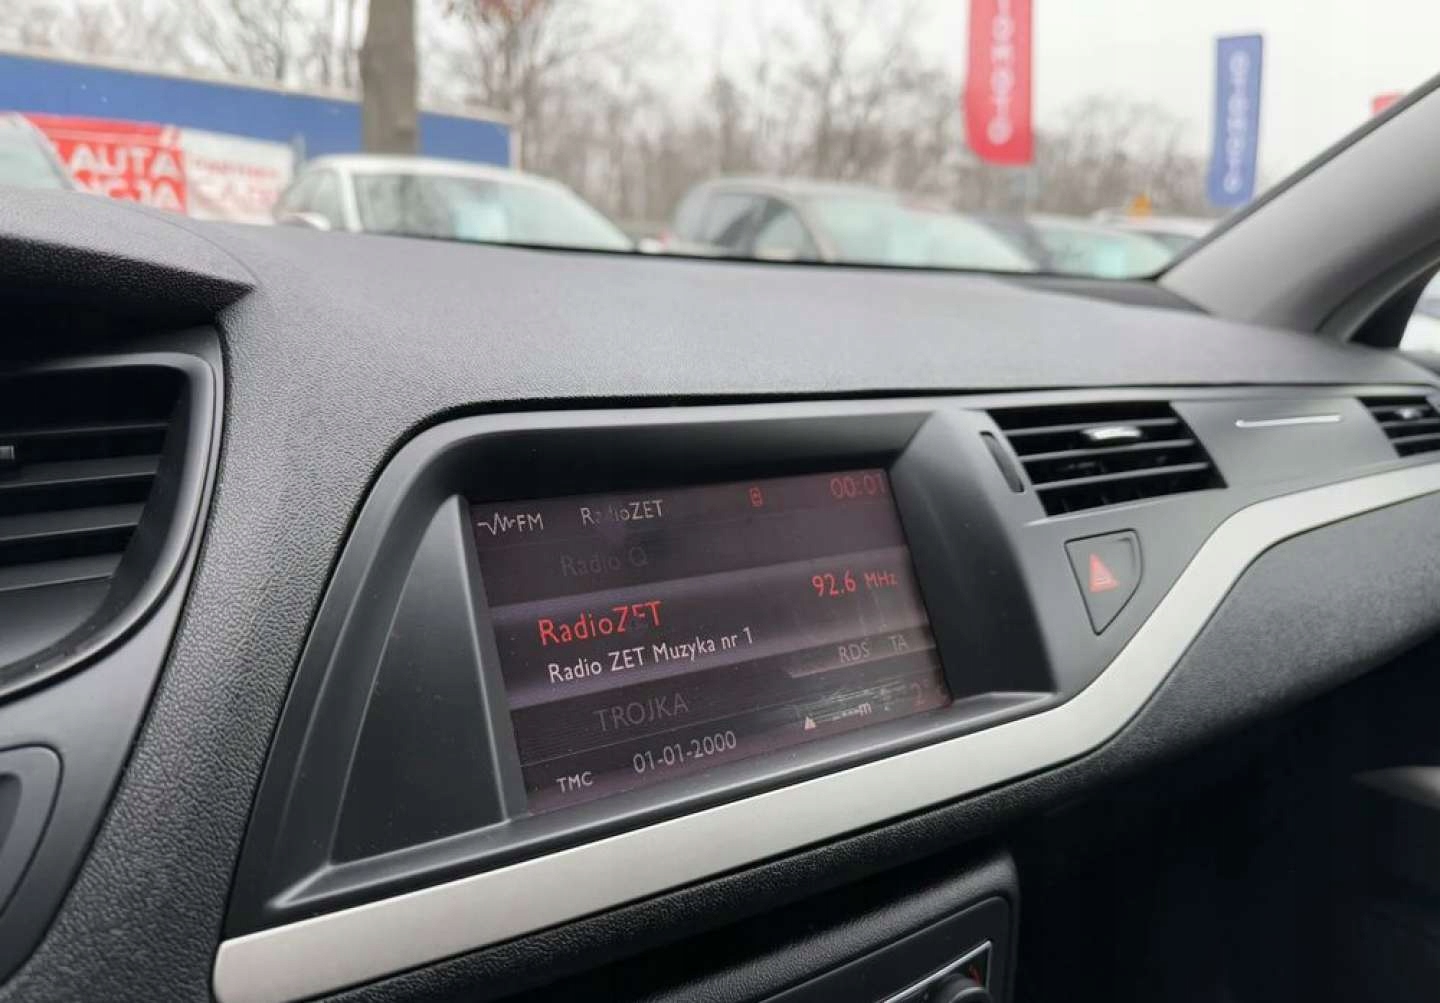 AUTA
FM RadioZET 00:01
Radio Q
RadioZET 92.6 MHz
Radio ZET Muzyka nr 1
RDS TA
TROJKA
TMC 01-01-2000